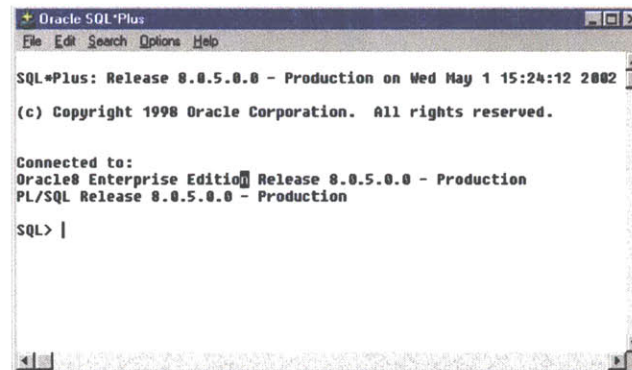 Oracle SQL*Plus
File Edit Search Options Help
SQL*Plus: Release 8.0.5.0.0 - Production on Wed May 1 15:24:12 2002
(c) Copyright 1998 Oracle Corporation. All rights reserved.
Connected to:
Oracle8 Enterprise Edition Release 8.0.5.0.0 - Production
PL/SQL Release 8.0.5.0.0 - Production
SQL>